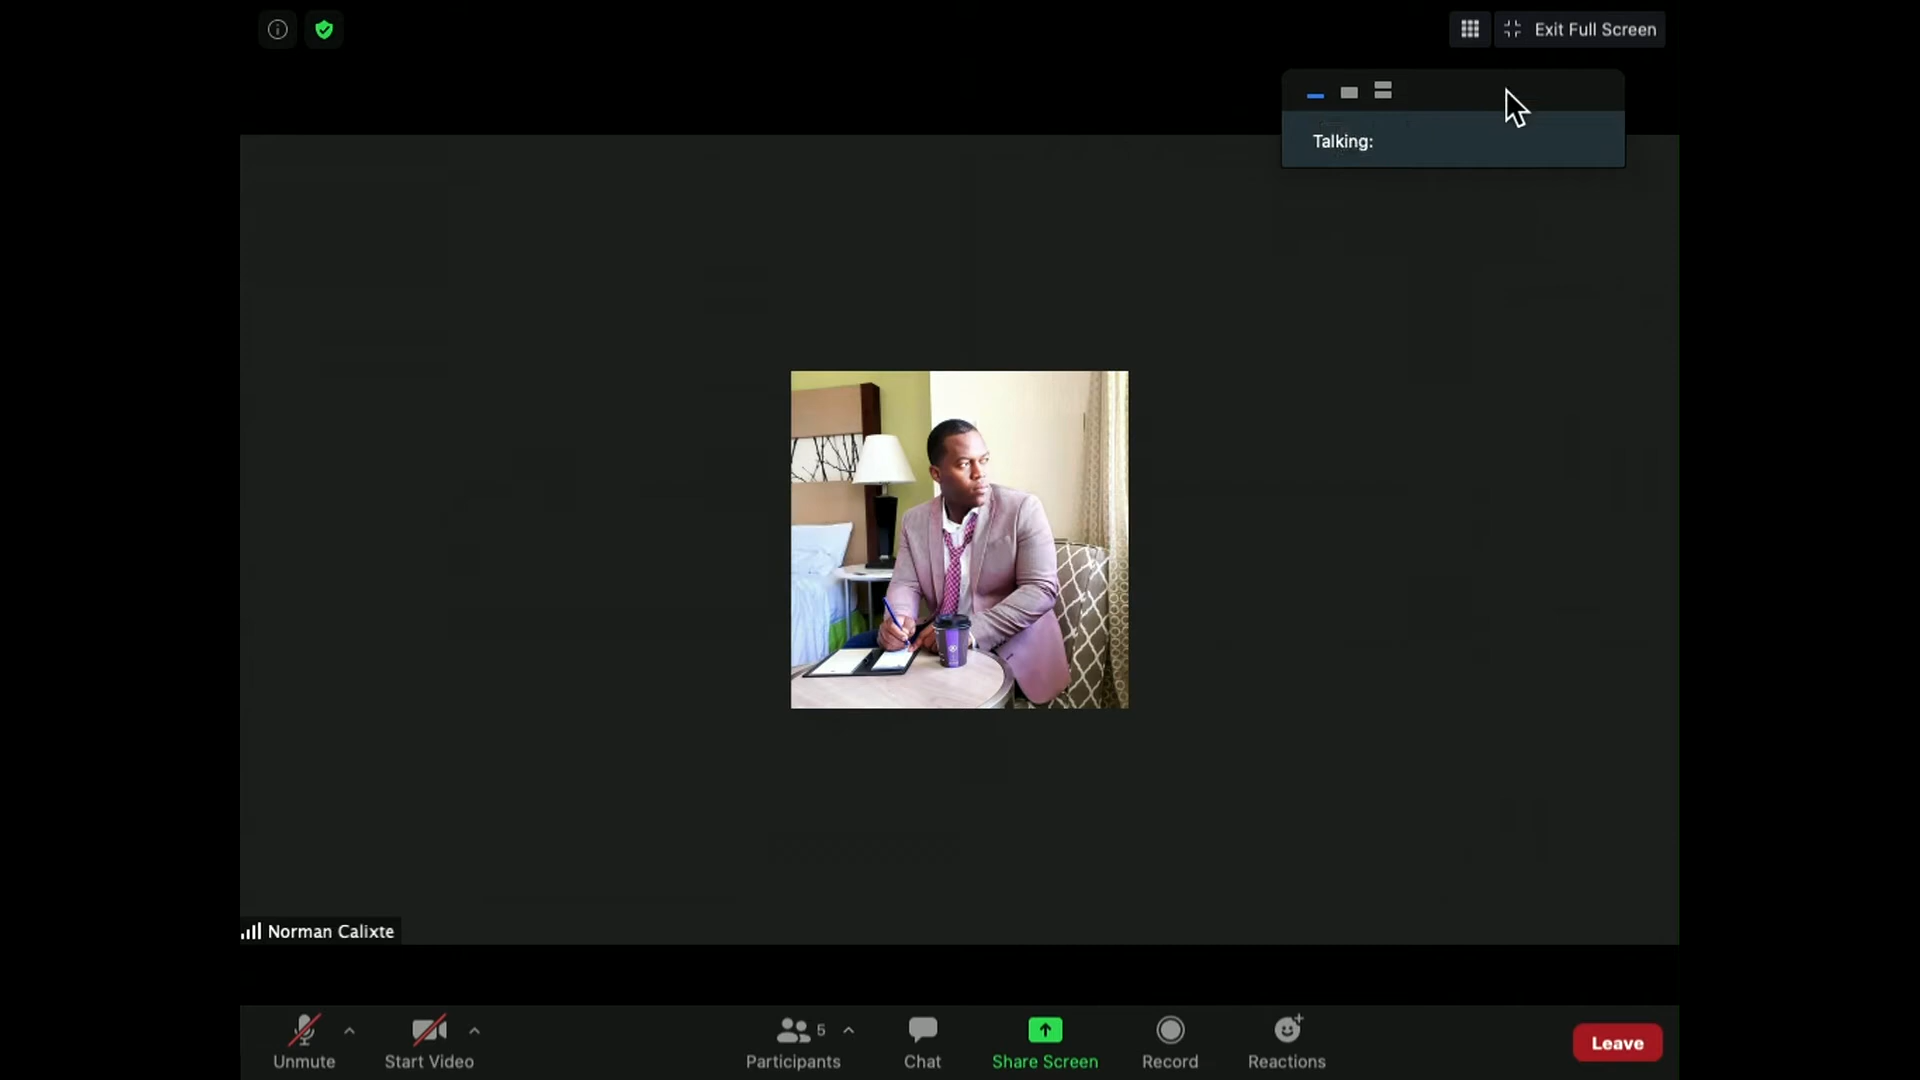 Exit Full Screen
Talking:
Norman Calixte
Unmute
Start Video
5
Participants
Chat
Share Screen
Record
Reactions
Leave